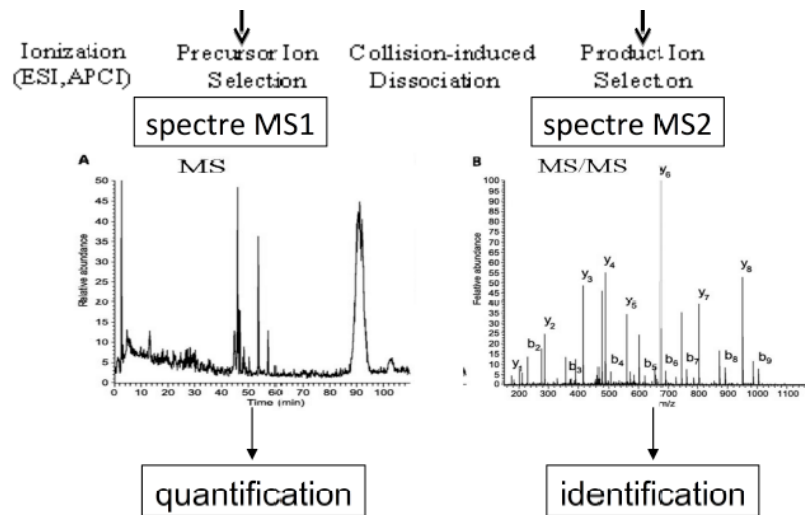 Ionization Precursor Ion Collision-induced Product Ion
(ESI,APCI) Selection Dissociation Selection
spectre MS1 spectre MS2
A MS
50
45
40
35
30
25
20
15
10
5
0
Relative abundance
0 10 20 30 40 50 60 70 80 90 100
Time (min)
B MS/MS
100
95
90
85
80
75
70
65
60
55
50
45
40
35
30
25
20
15
10
5
0
Relative abundance
y6
y8
y4
y3
y7
y5
y2
b2
y1
b3 b4 b5 b6 b7 b8 b9
200 300 400 500 600 700 800 900 1000
m/z
quantification identification